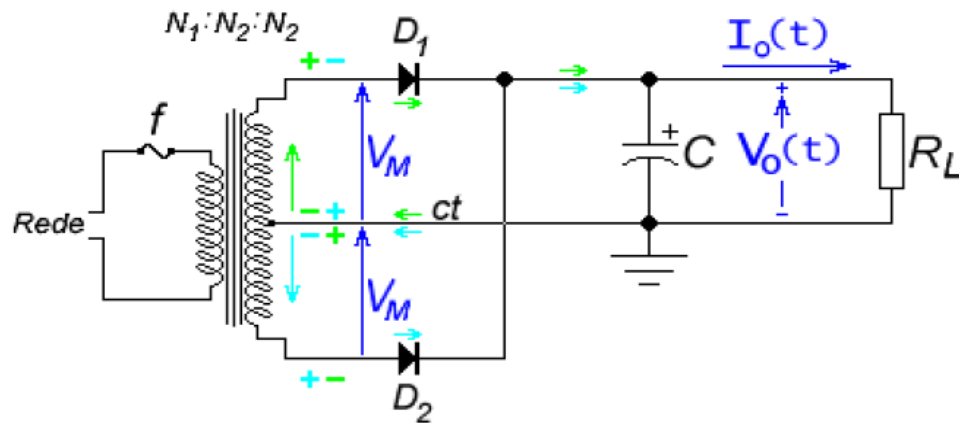 N1:N2:N2
D1
Io(t)
f
+ -
VM
+
C
+
Vo(t)
-
RL
Rede
- +
- +
ct
VM
+ -
D2